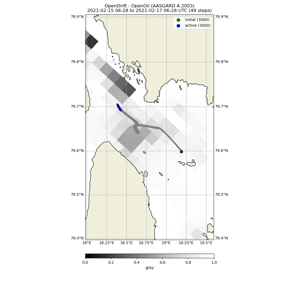 OpenDrift - OpenOil (AASGARD A 2003)
2021-02-15 06:28 to 2021-02-17 06:28 UTC (49 steps)
initial (3000)
active (3000)
79.9°N 79.9°N
79.8°N 79.8°N
79.7°N 79.7°N
79.6°N 79.6°N
79.5°N 79.5°N
79.4°N 79.4°N
18°E 18.25°E 18.5°E 18.75°E 19°E 19.25°E 19.5°E
0.0 0.2 0.4 0.6 0.8 1.0
grey